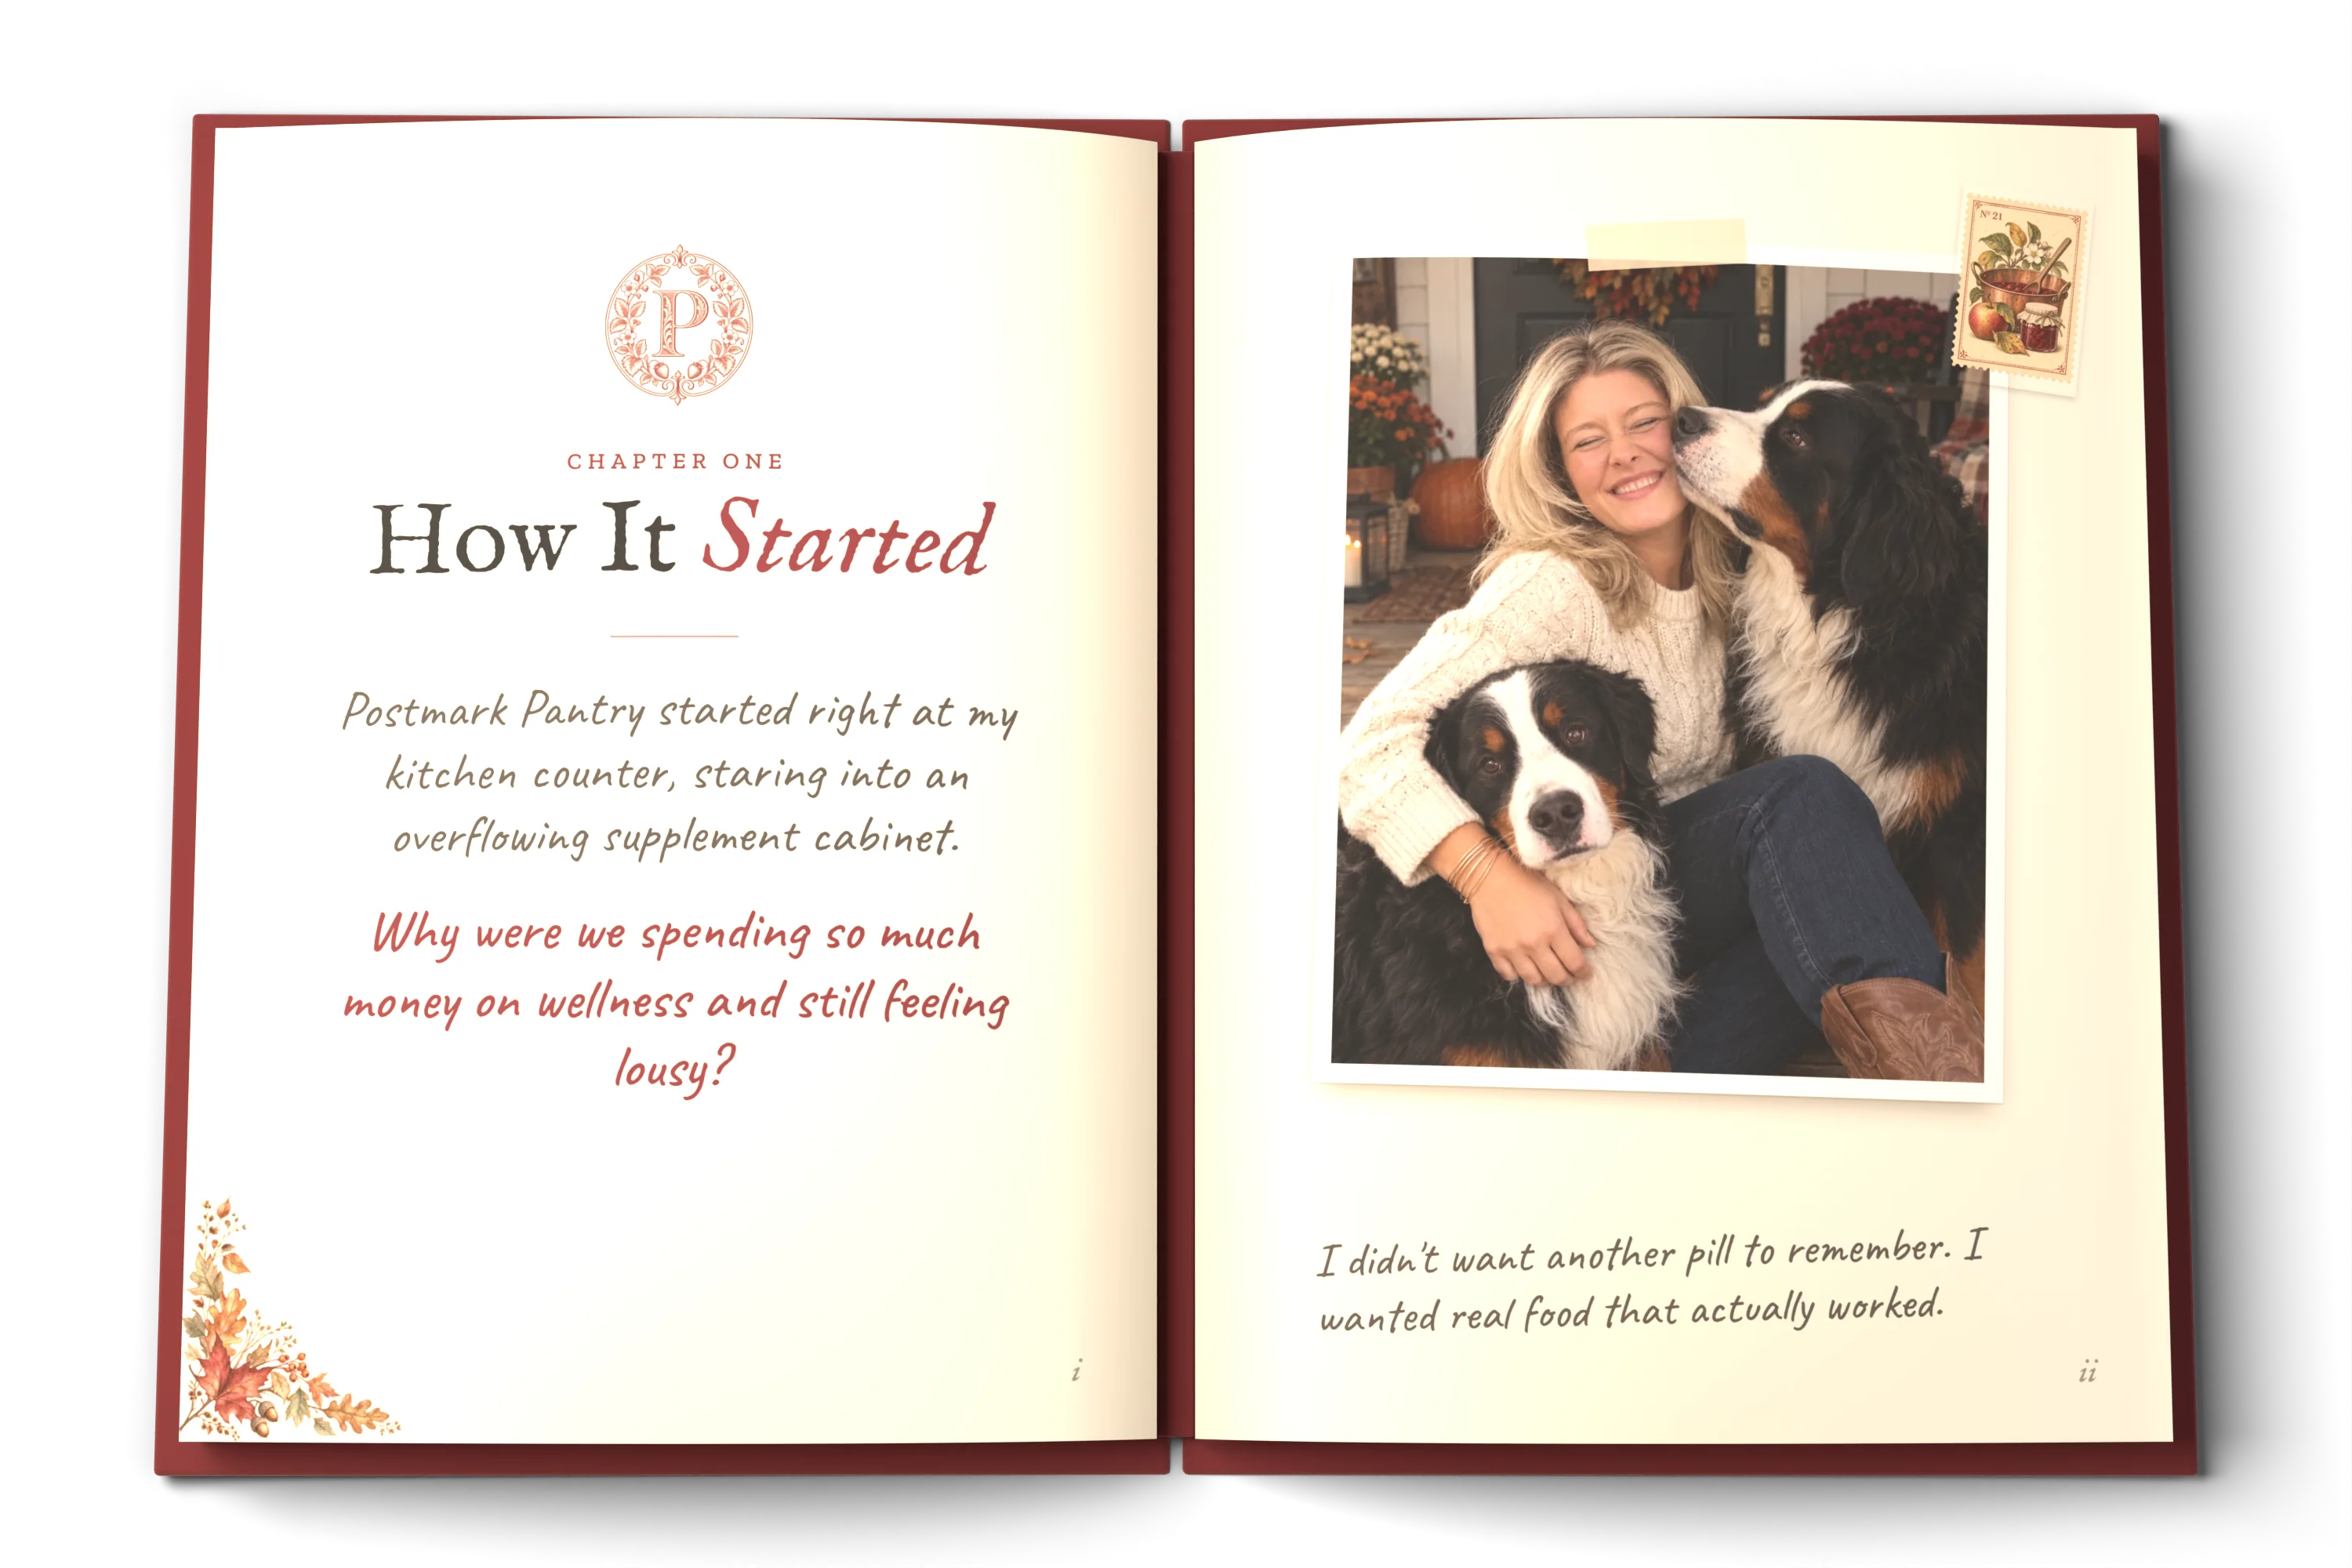 P
CHAPTER ONE
How It Started
Postmark Pantry started right at my
kitchen counter, staring into an
overflowing supplement cabinet.
Why were we spending so much
money on wellness and still feeling
lousy?
i
Nº 21
I didn't want another pill to remember. I
wanted real food that actually worked.
ii